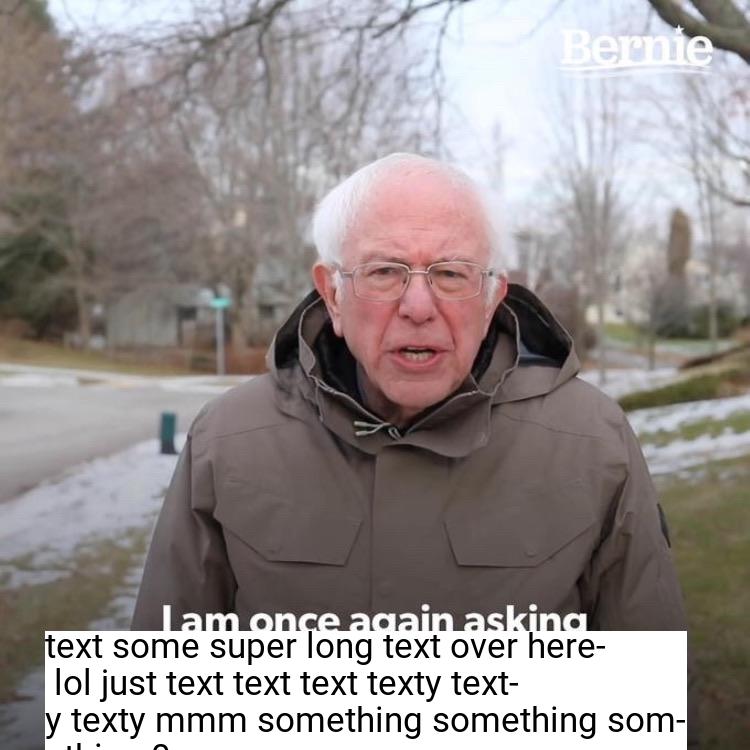 Bernie
I am once again asking
text some super long text over here-
lol just text text text texty text-
y texty mmm something something som-